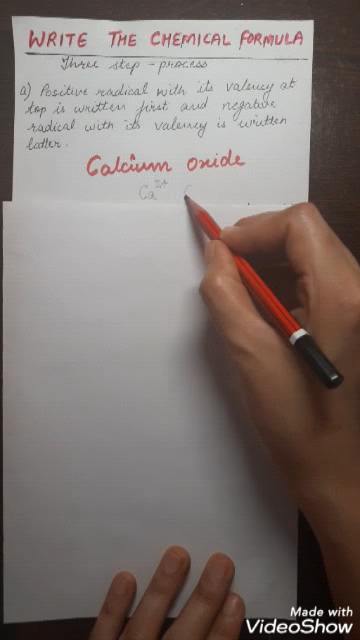 WRITE THE CHEMICAL FORMULA
Three step - process
a) Positive radical with its valency at
top is written first and negative
radical with its valency is written
latter.
Calcium oxide
Ca²⁺
Made with
VideoShow